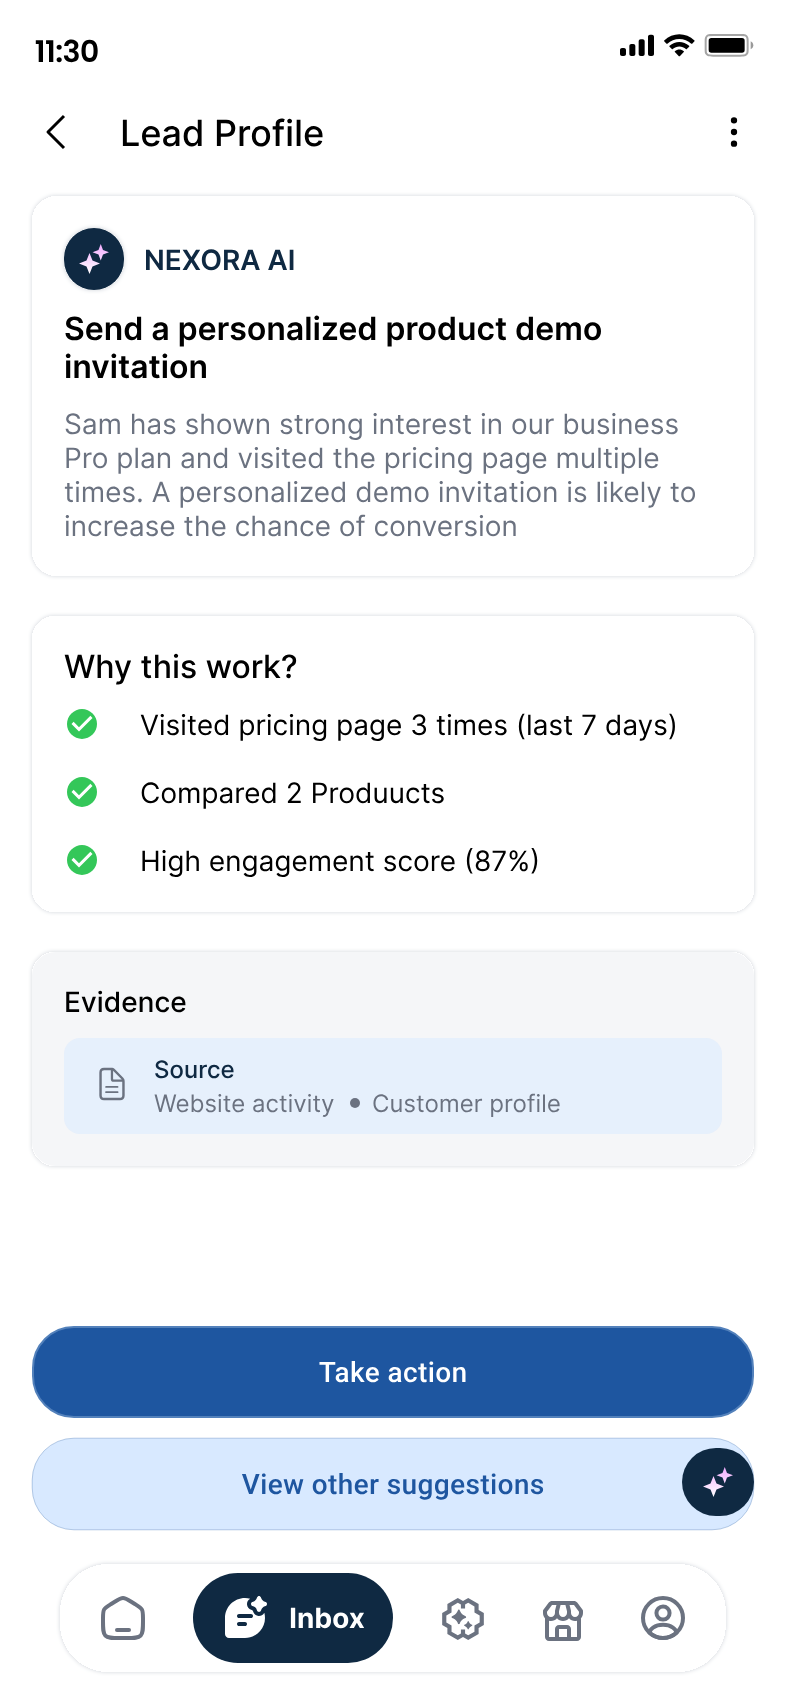 11:30
Lead Profile
NEXORA AI
Send a personalized product demo
invitation
Sam has shown strong interest in our business
Pro plan and visited the pricing page multiple
times. A personalized demo invitation is likely to
increase the chance of conversion
Why this work?
Visited pricing page 3 times (last 7 days)
Compared 2 Produucts
High engagement score (87%)
Evidence
Source
Website activity • Customer profile
Take action
View other suggestions
Inbox